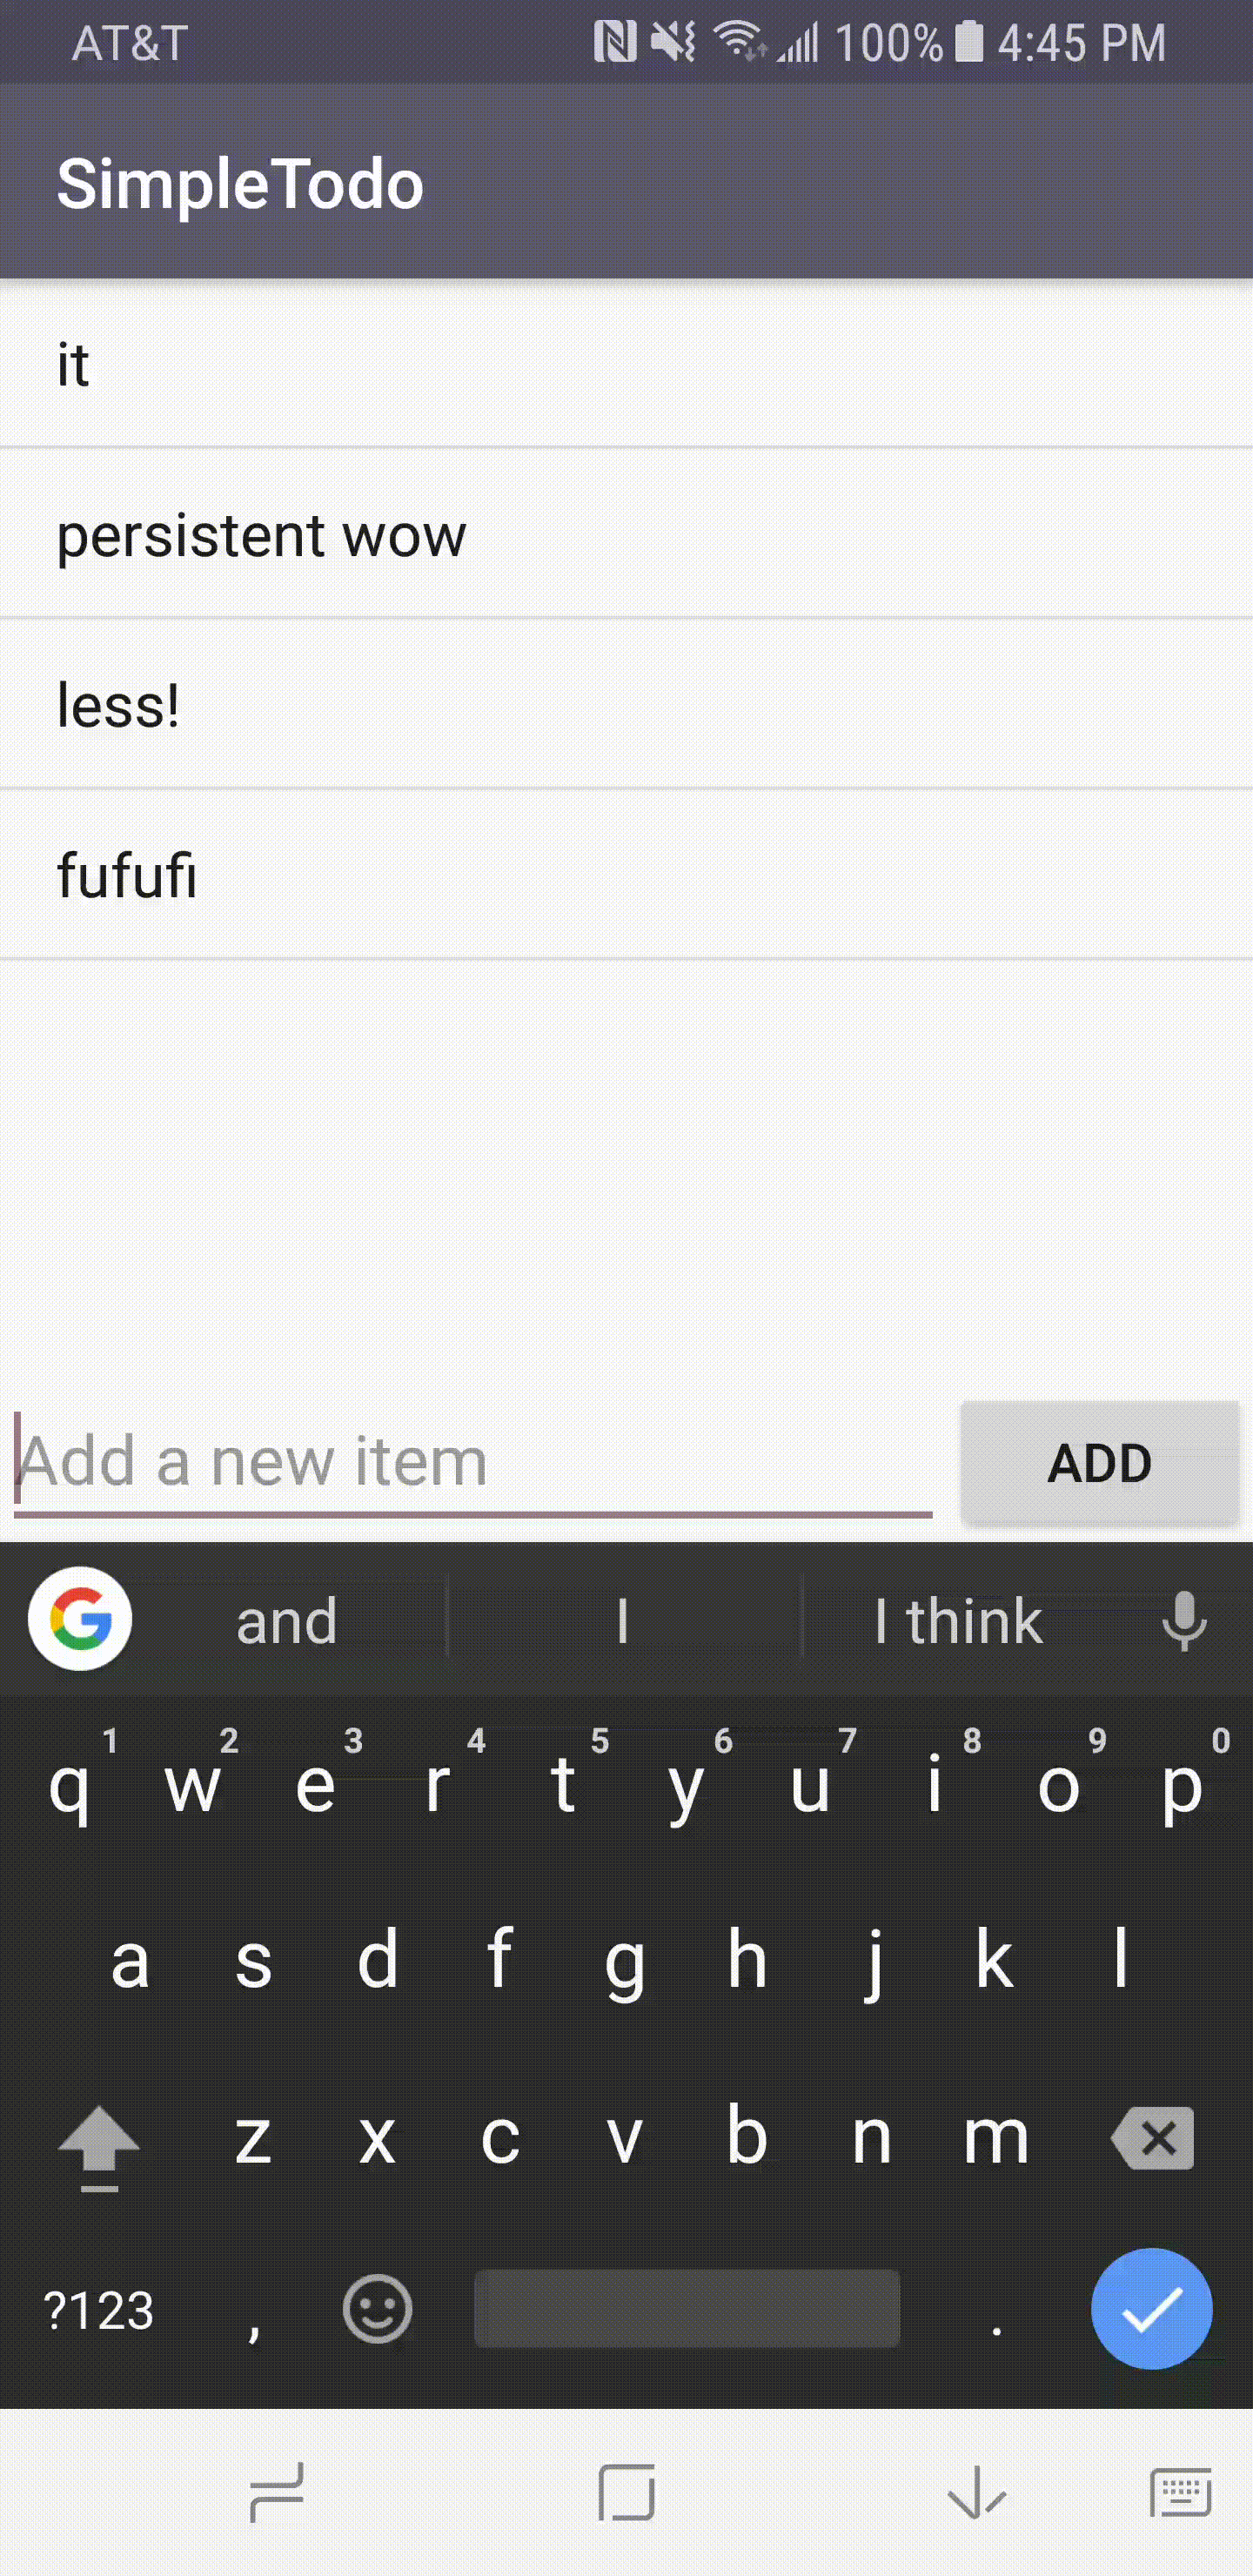 AT&T 100% 4:45 PM
SimpleTodo
it
persistent wow
less!
fufufi
Add a new item ADD
and I I think
1 2 3 4 5 6 7 8 9 0
q w e r t y u i o p
a s d f g h j k l
z x c v b n m
?123 , .